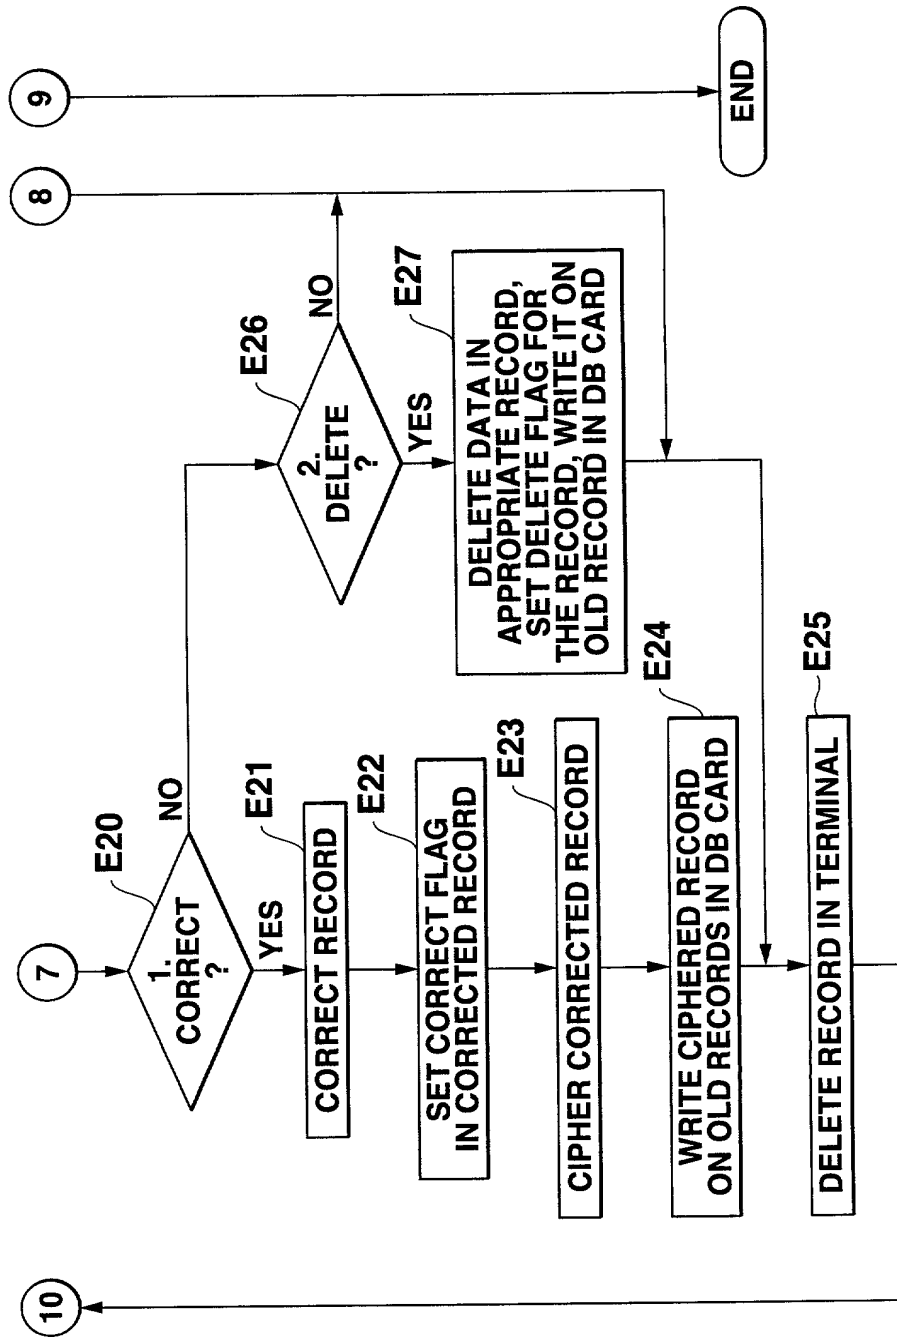 7
8
9
10
E20
1.
CORRECT
?
NO
YES
E21
CORRECT RECORD
E22
SET CORRECT FLAG
IN CORRECTED RECORD
E23
CIPHER CORRECTED RECORD
E24
WRITE CIPHERED RECORD
ON OLD RECORDS IN DB CARD
E25
DELETE RECORD IN TERMINAL
E26
2.
DELETE
?
NO
YES
E27
DELETE DATA IN
APPROPRIATE RECORD,
SET DELETE FLAG FOR
THE RECORD, WRITE IT ON
OLD RECORD IN DB CARD
END